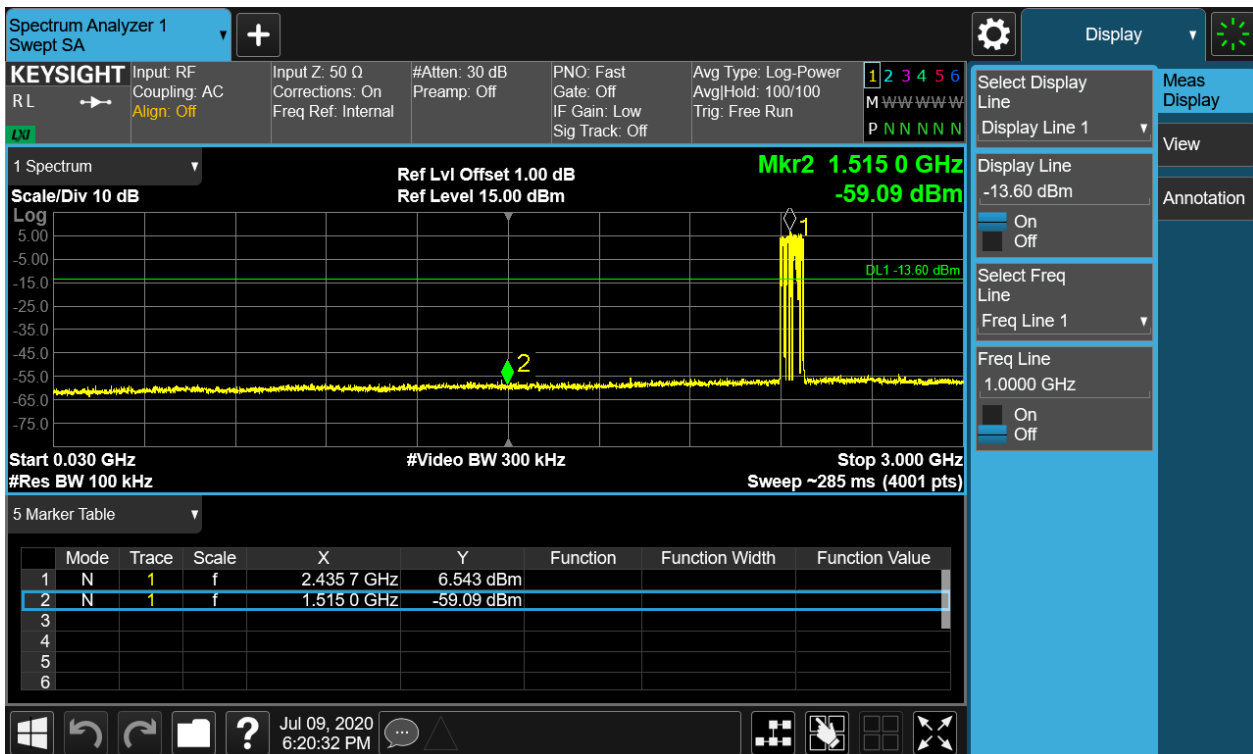 Spectrum Analyzer 1
Swept SA
+
Display
KEYSIGHT
R L
LXI
Input: RF
Coupling: AC
Align: Off
Input Z: 50 Ω
Corrections: On
Freq Ref: Internal
#Atten: 30 dB
Preamp: Off
PNO: Fast
Gate: Off
IF Gain: Low
Sig Track: Off
Avg Type: Log-Power
Avg|Hold: 100/100
Trig: Free Run
1 2 3 4 5 6
M W W W W W
P N N N N N
1 Spectrum
Scale/Div 10 dB
Ref Lvl Offset 1.00 dB
Ref Level 15.00 dBm
Mkr2 1.515 0 GHz
-59.09 dBm
Log
5.00
-5.00
-15.0
-25.0
-35.0
-45.0
-55.0
-65.0
-75.0
1
DL1 -13.60 dBm
2
Start 0.030 GHz
#Res BW 100 kHz
#Video BW 300 kHz
Stop 3.000 GHz
Sweep ~285 ms (4001 pts)
5 Marker Table
Mode Trace Scale X Y Function Function Width Function Value
1 N 1 f 2.435 7 GHz 6.543 dBm
2 N 1 f 1.515 0 GHz -59.09 dBm
3
4
5
6
?
Jul 09, 2020
6:20:32 PM
Select Display
Line
Display Line 1
Display Line
-13.60 dBm
On
Off
Select Freq
Line
Freq Line 1
Freq Line
1.0000 GHz
On
Off
Meas
Display
View
Annotation